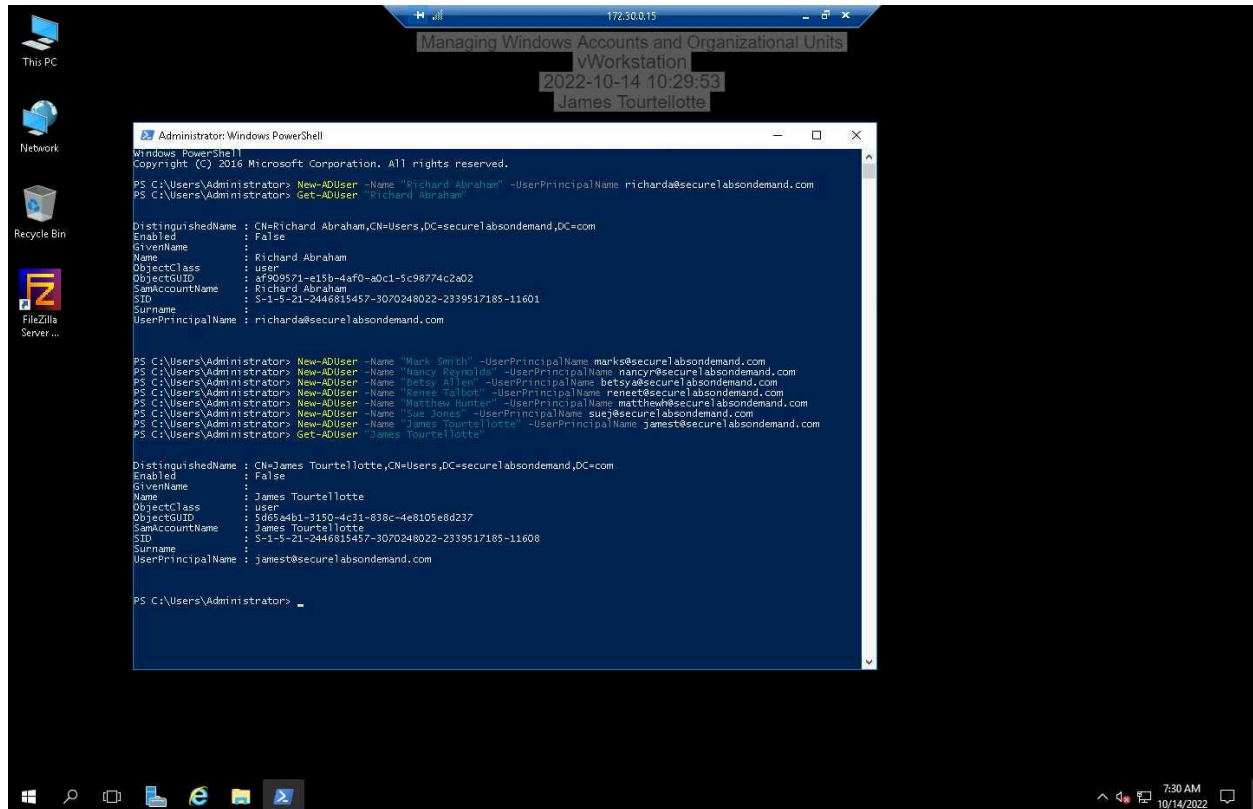 172.30.0.15
Managing Windows Accounts and Organizational Units
vWorkstation
2022-10-14 10:29:53
James Tourtellotte
This PC
Network
Recycle Bin
FileZilla
Server ...
Administrator: Windows PowerShell
Windows PowerShell
Copyright (C) 2016 Microsoft Corporation. All rights reserved.
PS C:\Users\Administrator> New-ADUser -Name "Richard Abraham" -UserPrincipalName richarda@securelabsondemand.com
PS C:\Users\Administrator> Get-ADUser "Richard Abraham"
DistinguishedName : CN=Richard Abraham,CN=Users,DC=securelabsondemand,DC=com
Enabled : False
GivenName :
Name : Richard Abraham
ObjectClass : user
ObjectGUID : af909571-e15b-4af0-a0c1-5c98774c2a02
SamAccountName : Richard Abraham
SID : S-1-5-21-2446815457-3070248022-2339517185-11601
Surname :
UserPrincipalName : richarda@securelabsondemand.com
PS C:\Users\Administrator> New-ADUser -Name "Mark Smith" -UserPrincipalName marks@securelabsondemand.com
PS C:\Users\Administrator> New-ADUser -Name "Nancy Reynolds" -UserPrincipalName nancyr@securelabsondemand.com
PS C:\Users\Administrator> New-ADUser -Name "Betsy Allen" -UserPrincipalName betsya@securelabsondemand.com
PS C:\Users\Administrator> New-ADUser -Name "Renee Talbot" -UserPrincipalName reneet@securelabsondemand.com
PS C:\Users\Administrator> New-ADUser -Name "Matthew Hunter" -UserPrincipalName matthewh@securelabsondemand.com
PS C:\Users\Administrator> New-ADUser -Name "Sue Jones" -UserPrincipalName suej@securelabsondemand.com
PS C:\Users\Administrator> New-ADUser -Name "James Tourtellotte" -UserPrincipalName jamest@securelabsondemand.com
PS C:\Users\Administrator> Get-ADUser "James Tourtellotte"
DistinguishedName : CN=James Tourtellotte,CN=Users,DC=securelabsondemand,DC=com
Enabled : False
GivenName :
Name : James Tourtellotte
ObjectClass : user
ObjectGUID : 5d65a4b1-3150-4c31-838c-4e8105e8d237
SamAccountName : James Tourtellotte
SID : S-1-5-21-2446815457-3070248022-2339517185-11608
Surname :
UserPrincipalName : jamest@securelabsondemand.com
PS C:\Users\Administrator> _
7:30 AM
10/14/2022